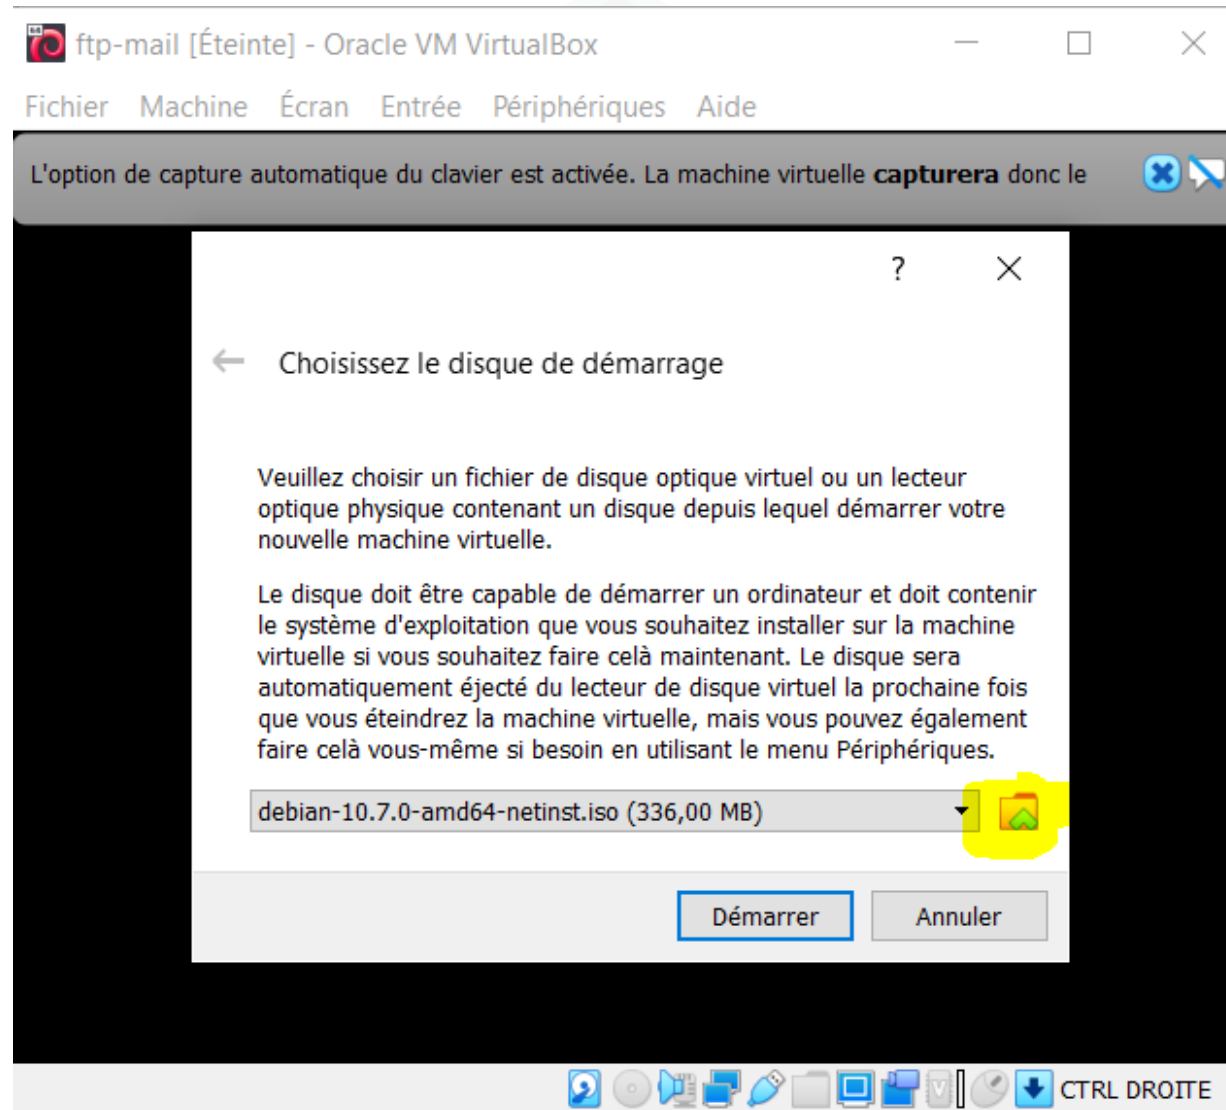 ftp-mail [Éteinte] - Oracle VM VirtualBox
Fichier Machine Écran Entrée Périphériques Aide
L'option de capture automatique du clavier est activée. La machine virtuelle capturera donc le
?
Choisissez le disque de démarrage
Veuillez choisir un fichier de disque optique virtuel ou un lecteur
optique physique contenant un disque depuis lequel démarrer votre
nouvelle machine virtuelle.
Le disque doit être capable de démarrer un ordinateur et doit contenir
le système d'exploitation que vous souhaitez installer sur la machine
virtuelle si vous souhaitez faire celà maintenant. Le disque sera
automatiquement éjecté du lecteur de disque virtuel la prochaine fois
que vous éteindrez la machine virtuelle, mais vous pouvez également
faire celà vous-même si besoin en utilisant le menu Périphériques.
debian-10.7.0-amd64-netinst.iso (336,00 MB)
Démarrer Annuler
CTRL DROITE